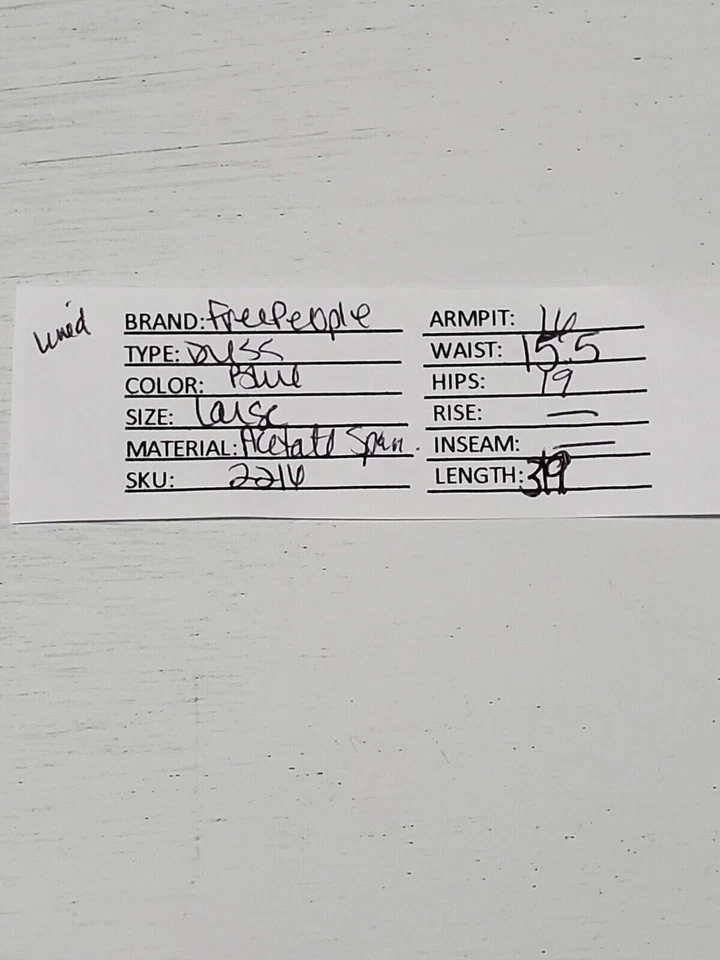 lined
BRAND: FreePeople
TYPE: Dress
COLOR: Blue
SIZE: Large
MATERIAL: Acetate Span.
SKU: 2216
ARMPIT: 16
WAIST: 15.5
HIPS: 19
RISE: —
INSEAM: —
LENGTH: